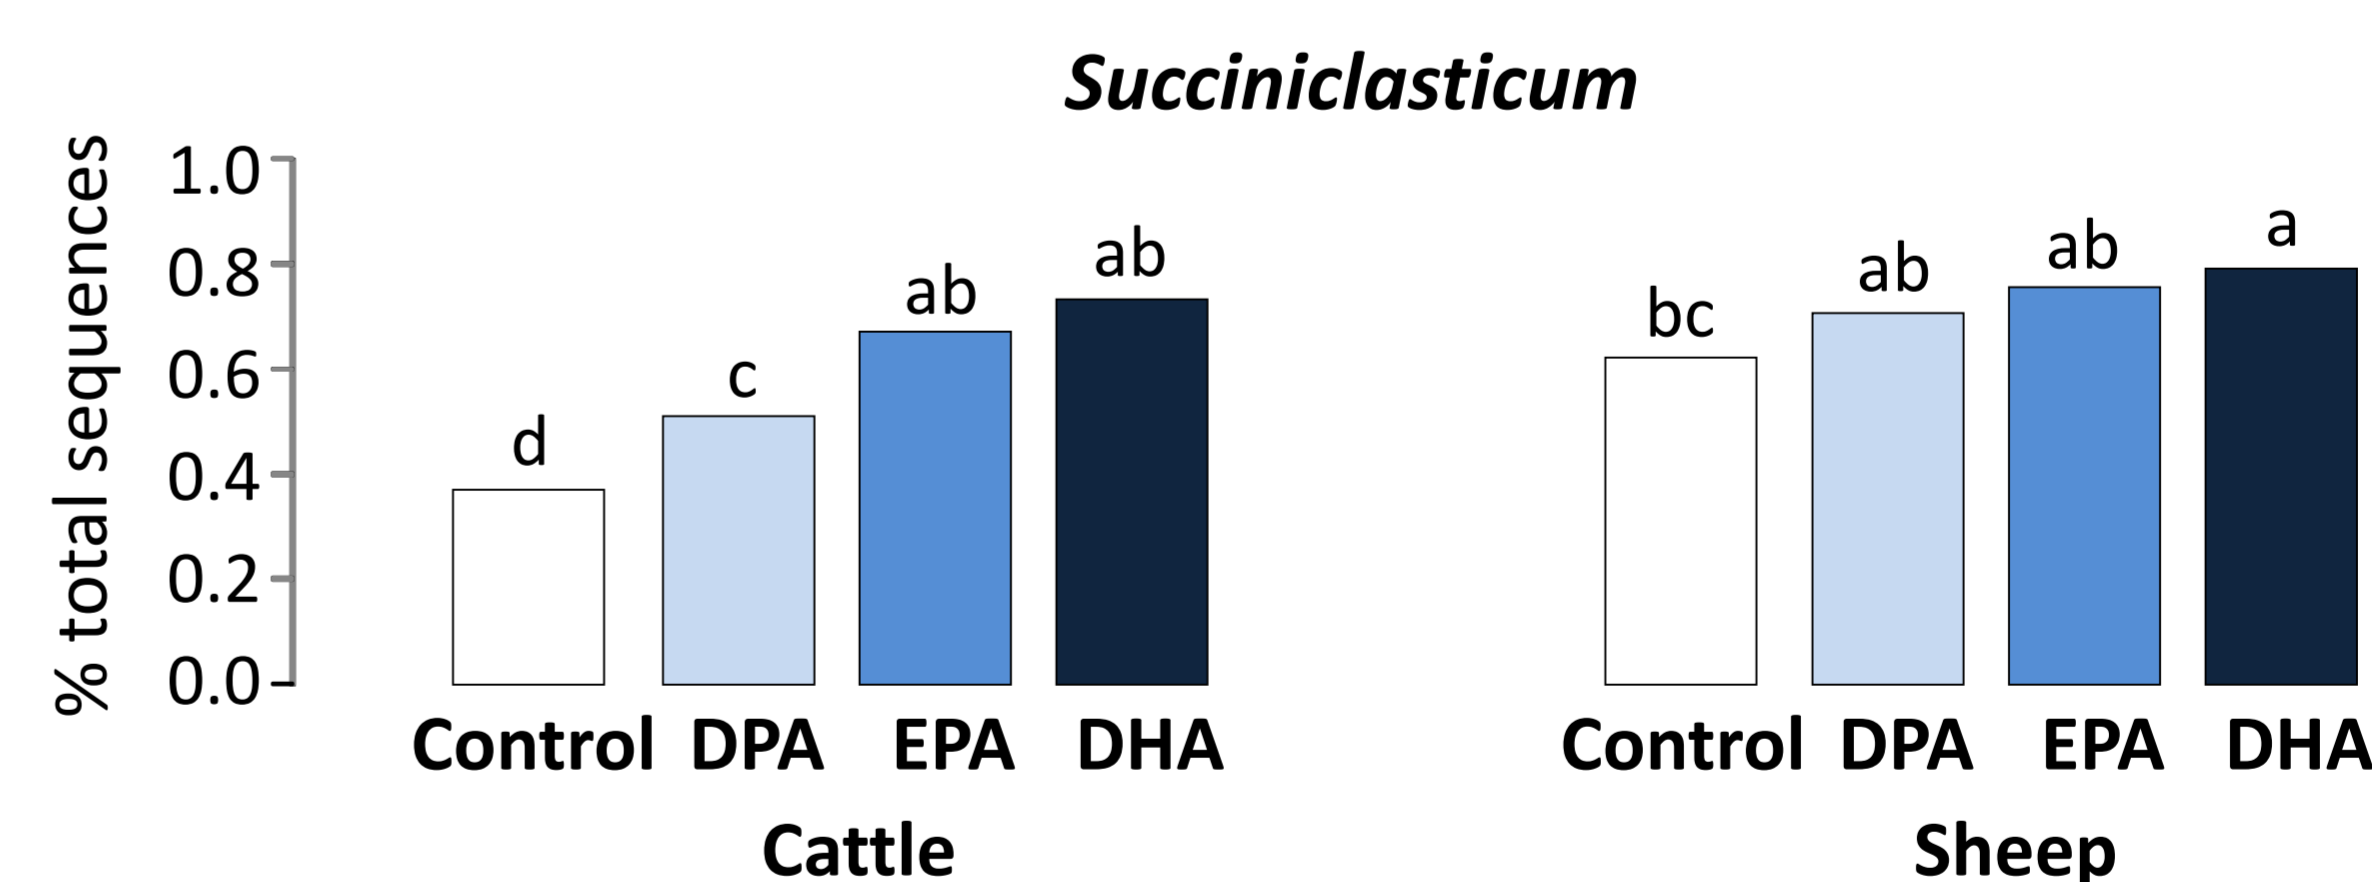 Succiniclasticum
% total sequences
1.0
0.8
0.6
0.4
0.2
0.0
d
c
ab
ab
bc
ab
ab
a
Control DPA EPA DHA
Control DPA EPA DHA
Cattle
Sheep